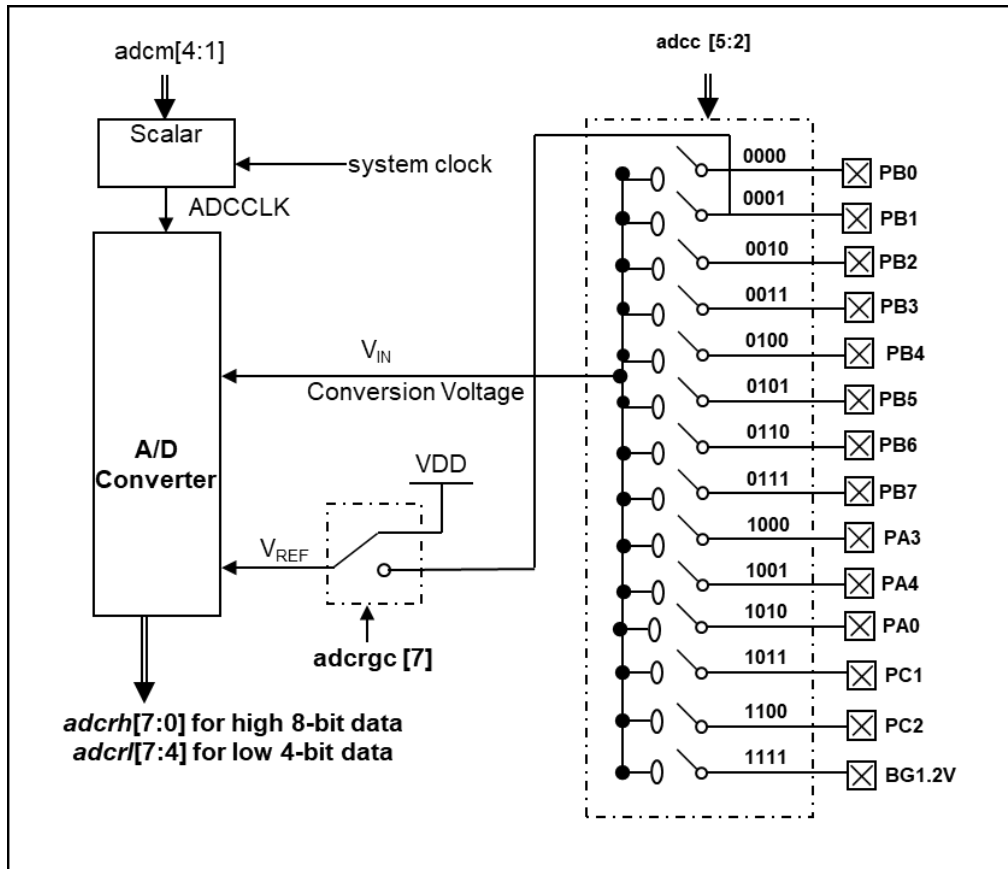 adcm[4:1]
adcc [5:2]
Scalar
system clock
ADCCLK
0000 PB0
0001 PB1
0010 PB2
0011 PB3
0100 PB4
VIN
Conversion Voltage
0101 PB5
0110 PB6
A/D
Converter
VDD
0111 PB7
1000 PA3
VREF
1001 PA4
1010 PA0
adcrgc [7]
1011 PC1
adcrh[7:0] for high 8-bit data
1100 PC2
adcrl[7:4] for low 4-bit data
1111 BG1.2V